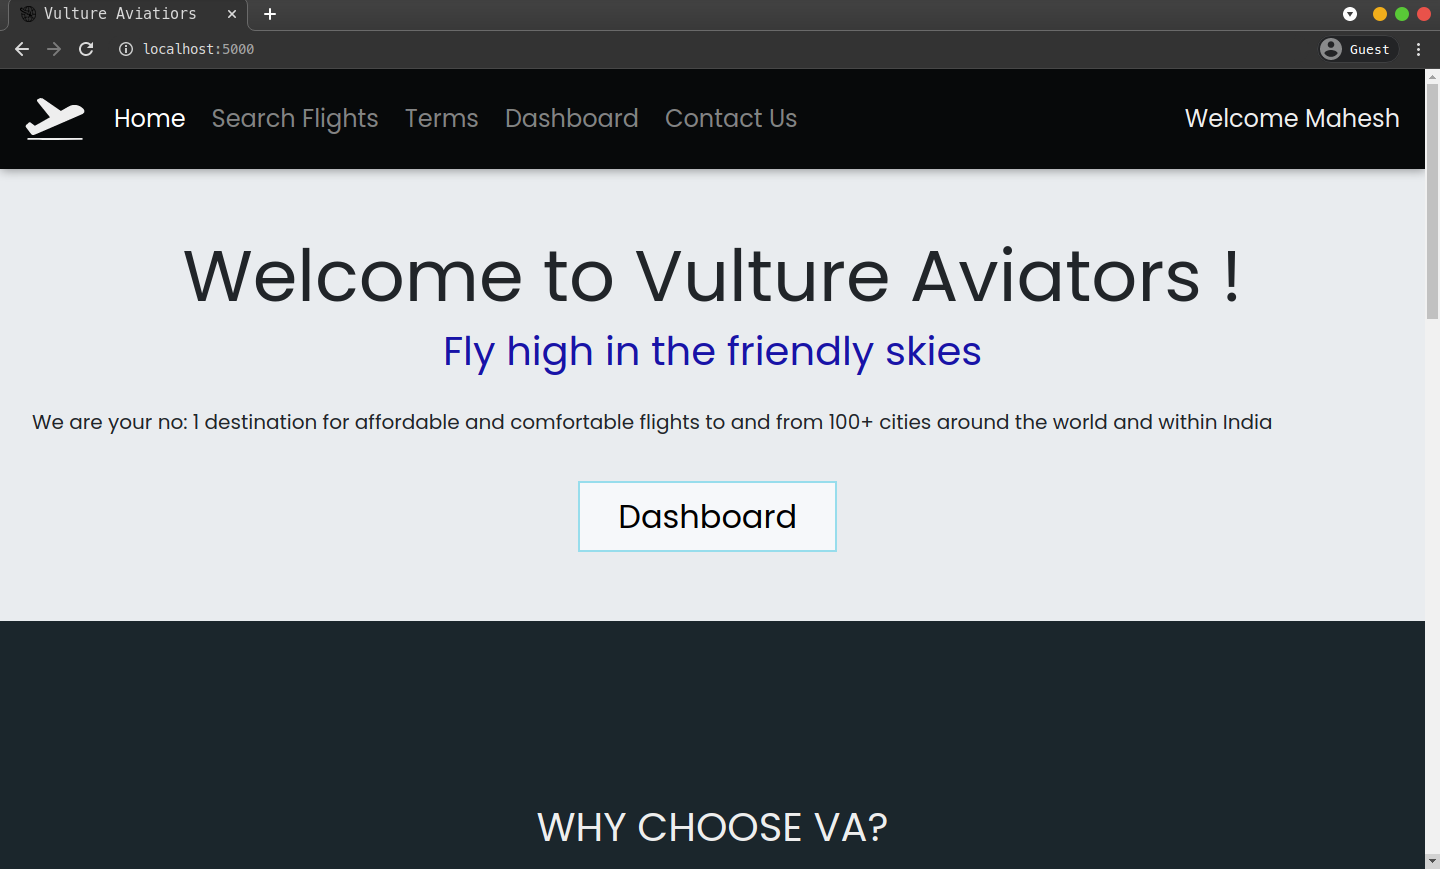 Vulture Aviatiors
localhost:5000
Guest
Home Search Flights Terms Dashboard Contact Us Welcome Mahesh
Welcome to Vulture Aviators !
Fly high in the friendly skies
We are your no: 1 destination for affordable and comfortable flights to and from 100+ cities around the world and within India
Dashboard
WHY CHOOSE VA?